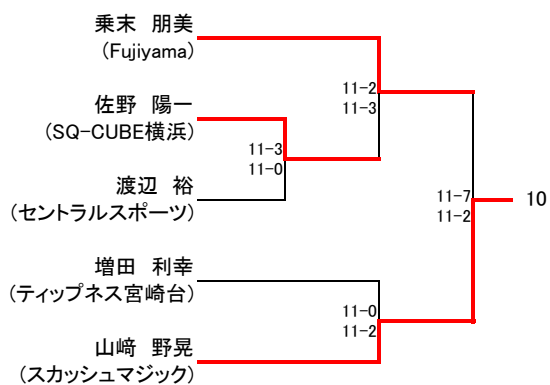 乗末 朋美
(Fujiyama)
11-2
11-3
佐野 陽一
(SQ-CUBE横浜)
11-3
11-0
渡辺 裕
(セントラルスポーツ)
11-7
11-2
10
増田 利幸
(ティップネス宮崎台)
11-0
11-2
山﨑 野晃
(スカッシュマジック)